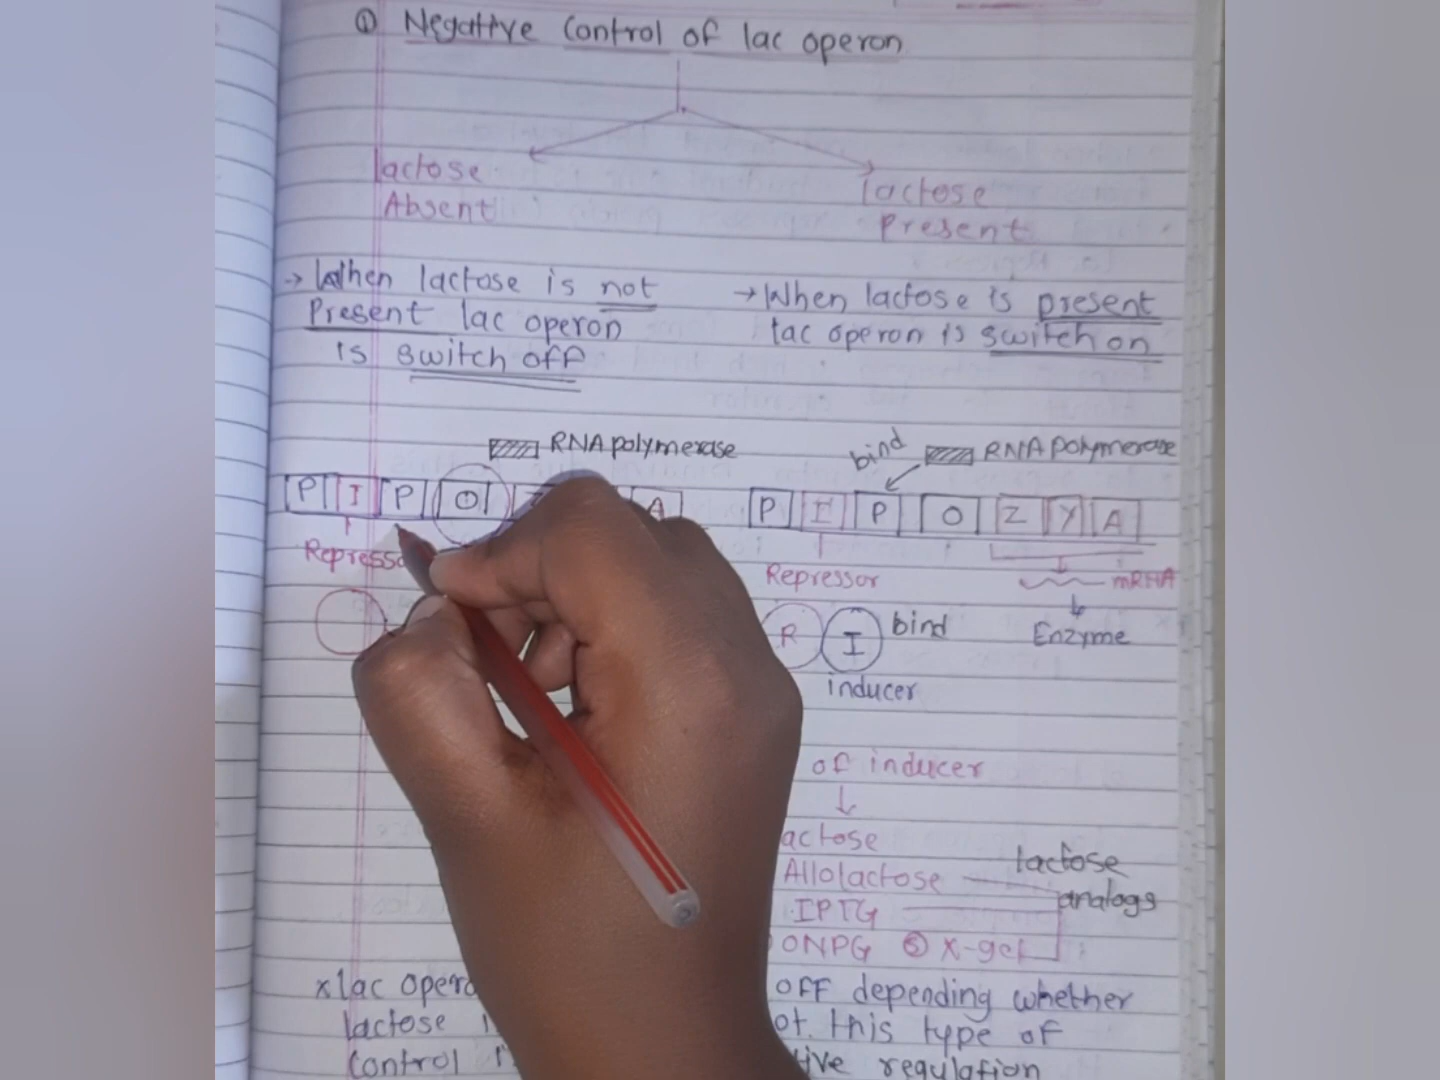 ① Negative Control of lac operon
lactose
Absent
lactose
Present
→ When lactose is not
Present lac operon
is switch off
→ When lactose is present
lac operon is switch on
RNA polymerase
P I P O A
Represso
bind RNA polymerase
P I P O Z Y A
Repressor
mRNA
R I bind
Enzyme
inducer
of inducer
↓
actose
Allolactose
lactose
analogs
IPTG
ONPG ⑤ X-gel
x lac opero
OFF depending whether
lactose
ot. this type of
Control
tive regulation